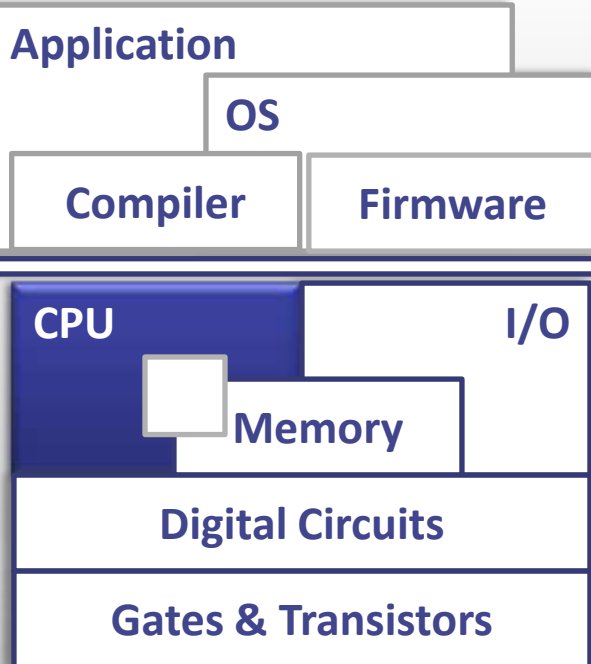 Application
OS
Compiler
Firmware
CPU
I/O
Memory
Digital Circuits
Gates & Transistors